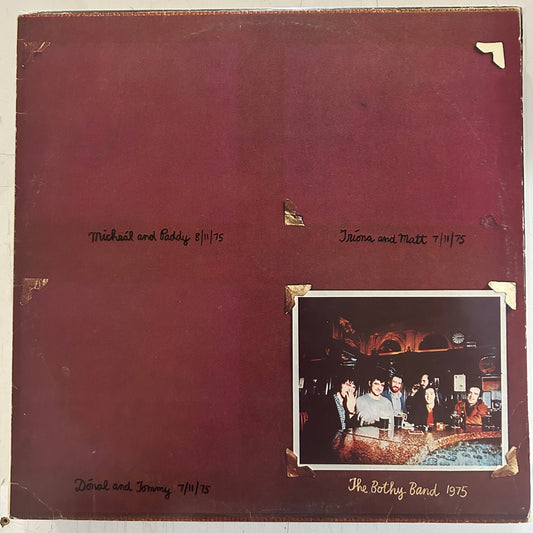 Micheál and Paddy 8/11/75
Tríona and Matt 7/11/75
Dónal and Tommy 7/11/75
The Bothy Band 1975